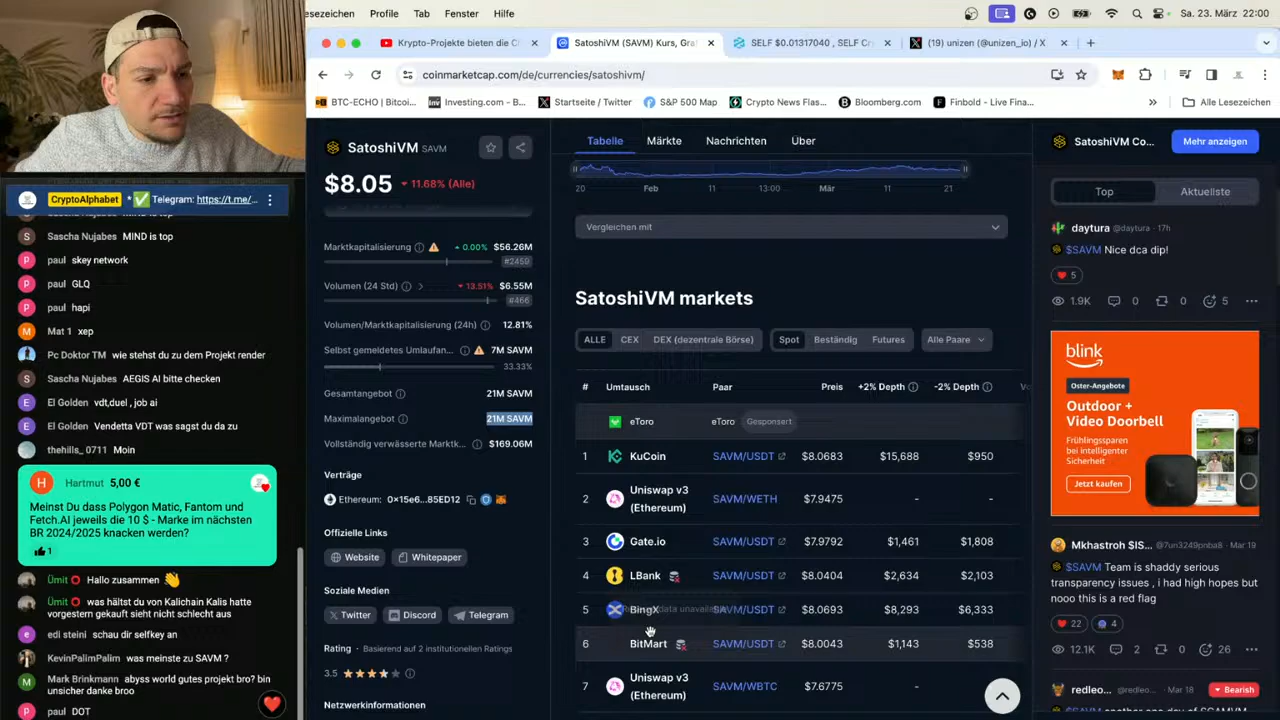 esezeichen Profile Tab Fenster Hilfe
Sa. 23. März 22:00
Krypto-Projekte bieten die C
SatoshiVM (SAVM) Kurs, Gra
SELF $0.01317040 , SELF Cr
(19) unizen (@unizen_io) / X
coinmarketcap.com/de/currencies/satoshivm/
BTC-ECHO | Bitcoi...
Investing.com - B...
Startseite / Twitter
S&P 500 Map
Crypto News Flas...
Bloomberg.com
Finbold - Live Fina...
Alle Lesezeichen
CryptoAlphabet * ✅ Telegram: https://t.me/...
Sascha Nujabes MIND is top
paul skey network
paul GLQ
paul hapi
Mat 1 xep
Pc Doktor TM wie stehst du zu dem Projekt render
Sascha Nujabes AEGIS AI bitte checken
El Golden vdt,duel , job ai
El Golden Vendetta VDT was sagst du da zu
thehills_ 0711 Moin
H Hartmut 5,00 €
Meinst Du dass Polygon Matic, Fantom und
Fetch.AI jeweils die 10 $ - Marke im nächsten
BR 2024/2025 knacken werden?
1
Ümit ⭕ Hallo zusammen 👋
Ümit ⭕ was hältst du von Kalichain Kalis hatte
vorgestern gekauft sieht nicht schlecht aus
edi steini schau dir selfkey an
KevinPalimPalim was meinste zu SAVM ?
Mark Brinkmann abyss world gutes projekt bro? bin
unsicher danke broo
paul DOT
SatoshiVM SAVM
$8.05 11.68% (Alle)
Marktkapitalisierung 0.00% $56.26M
#2459
Volumen (24 Std) 13.51% $6.55M
#466
Volumen/Marktkapitalisierung (24h) 12.81%
Selbst gemeldetes Umlaufan... 7M SAVM
33.33%
Gesamtangebot 21M SAVM
Maximalangebot 21M SAVM
Vollständig verwässerte Marktk... $169.06M
Verträge
Ethereum: 0x15e6...85ED12
Offizielle Links
Website Whitepaper
Soziale Medien
Twitter Discord Telegram
Rating · Basierend auf 2 institutionellen Ratings
3.5
Netzwerkinformationen
Tabelle Märkte Nachrichten Über
20 Feb 11 13:00 Mär 11 21
Vergleichen mit
SatoshiVM markets
ALLE CEX DEX (dezentrale Börse) Spot Beständig Futures Alle Paare
# Umtausch Paar Preis +2% Depth -2% Depth Vo
eToro eToro Gesponsert
1 KuCoin SAVM/USDT $8.0683 $15,688 $950
2 Uniswap v3 (Ethereum) SAVM/WETH $7.9475 - -
3 Gate.io SAVM/USDT $7.9792 $1,461 $1,808
4 LBank SAVM/USDT $8.0404 $2,634 $2,103
5 BingX SAVM/USDT $8.0693 $8,293 $6,333
6 BitMart SAVM/USDT $8.0043 $1,143 $538
7 Uniswap v3 (Ethereum) SAVM/WBTC $7.6775 -
SatoshiVM Co... Mehr anzeigen
Top Aktuellste
daytura @daytura · 17h
$SAVM Nice dca dip!
5
1.9K 0 0 5
blink
Oster-Angebote
Outdoor +
Video Doorbell
Frühlingssparen
bei intelligenter
Sicherheit.
Jetzt kaufen
Mkhastroh $IS... @7un3249pnba8 · Mar 19
$SAVM Team is shaddy serious
transparency issues , i had high hopes but
nooo this is a red flag
22 4
12.1K 2 0 26
redleo... @redleo... · Mar 18 Bearish
$SAVM another one day of SCAMVM